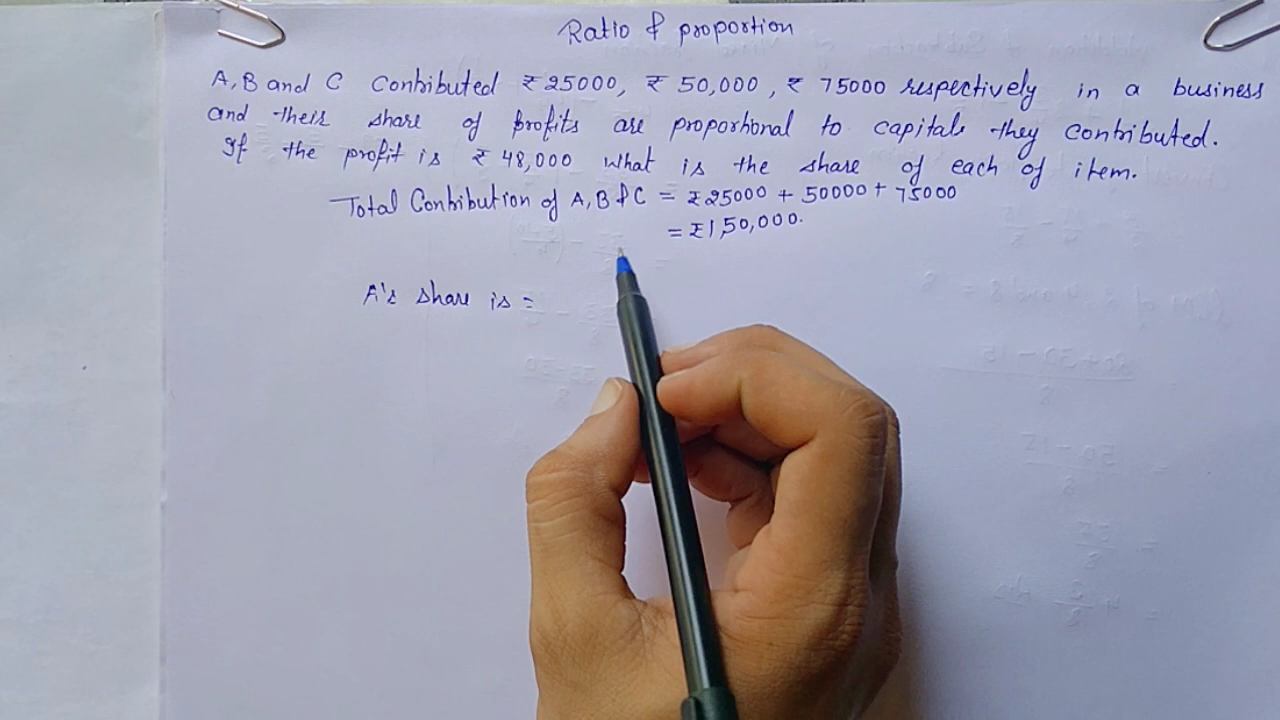 Ratio & proportion
A, B and C Contributed ₹25000, ₹ 50,000, ₹ 75000 respectively in a business
and their share of profits are proportional to capitals they contributed.
If the profit is ₹ 48,000 what is the share of each of item.
Total Contribution of A, B & C = ₹25000 + 50000 + 75000
= ₹1,50,000.
A's share is =